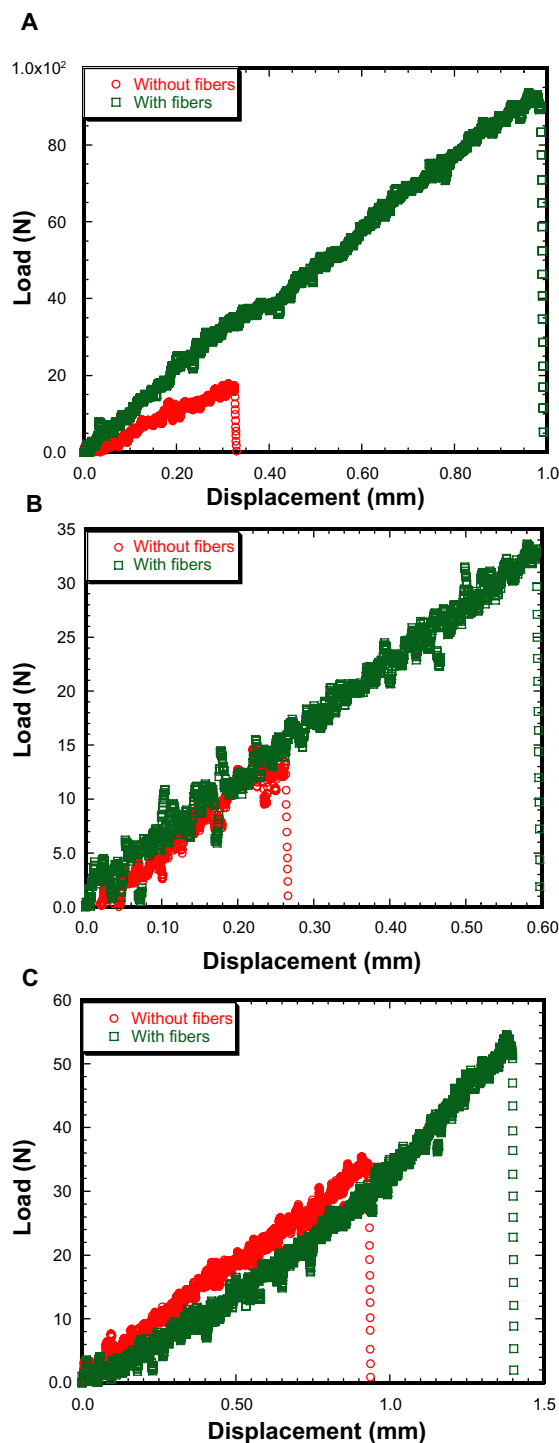 A
1.0x10²
Without fibers
With fibers
80
60
40
20
0.0
Load (N)
0.0 0.20 0.40 0.60 0.80 1.0
Displacement (mm)
B
35
Without fibers
With fibers
30
25
20
15
10
5.0
0.0
Load (N)
0.0 0.10 0.20 0.30 0.40 0.50 0.60
Displacement (mm)
C
60
Without fibers
With fibers
50
40
30
20
10
0.0
Load (N)
0.0 0.50 1.0 1.5
Displacement (mm)